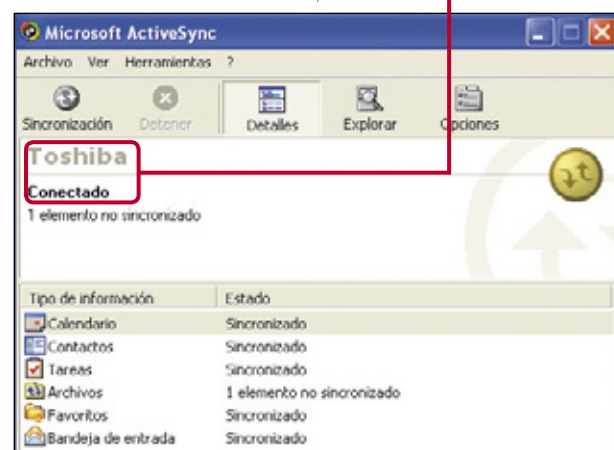 Microsoft ActiveSync
Archivo Ver Herramientas ?
Sincronización Detener Detalles Explorar Opciones
Toshiba
Conectado
1 elemento no sincronizado
Tipo de información Estado
Calendario Sincronizado
Contactos Sincronizado
Tareas Sincronizado
Archivos 1 elemento no sincronizado
Favoritos Sincronizado
Bandeja de entrada Sincronizado